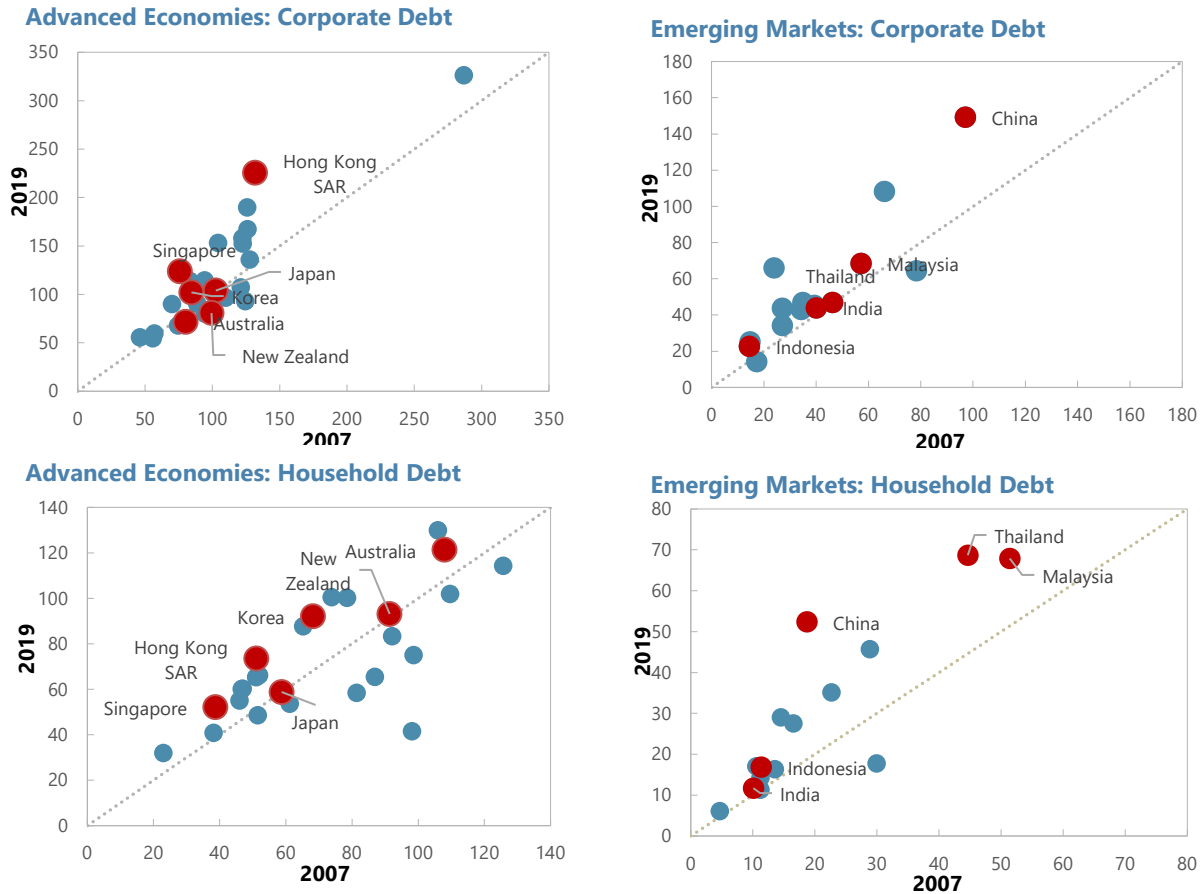 Advanced Economies: Corporate Debt
350
300
250
200
150
100
50
0
2019
Hong Kong
SAR
Singapore
Japan
Korea
Australia
New Zealand
50
100
150
200
250
300
350
2007
Emerging Markets: Corporate Debt
180
160
140
120
100
80
60
40
20
0
2019
China
Malaysia
Thailand
India
Indonesia
0
20
40
60
80
100
120
140
160
180
2007
Advanced Economies: Household Debt
140
120
100
80
60
40
20
0
2019
New
Zealand
Australia
Korea
Hong Kong
SAR
Singapore
Japan
0
20
40
60
80
100
120
140
2007
Emerging Markets: Household Debt
80
70
60
50
40
30
20
10
0
2019
Thailand
Malaysia
China
Indonesia
India
0
10
20
30
40
50
60
70
80
2007